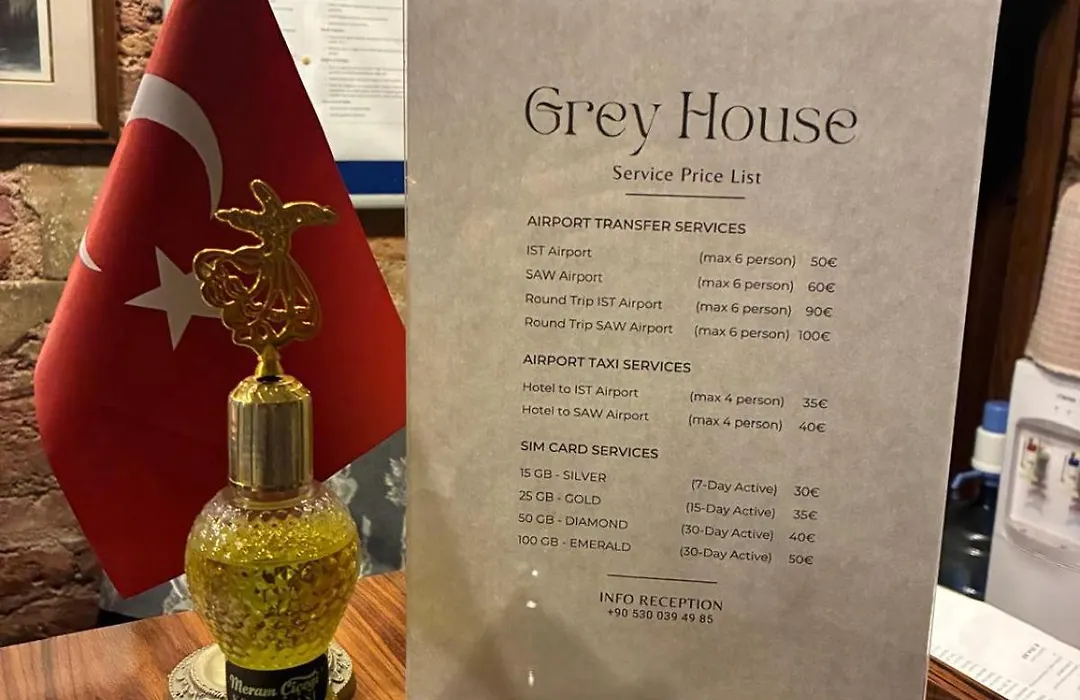 Grey House
Service Price List
AIRPORT TRANSFER SERVICES
IST Airport (max 6 person) 50€
SAW Airport (max 6 person) 60€
Round Trip IST Airport (max 6 person) 90€
Round Trip SAW Airport (max 6 person) 100€
AIRPORT TAXI SERVICES
Hotel to IST Airport (max 4 person) 35€
Hotel to SAW Airport (max 4 person) 40€
SIM CARD SERVICES
15 GB - SILVER (7-Day Active) 30€
25 GB - GOLD (15-Day Active) 35€
50 GB - DIAMOND (30-Day Active) 40€
100 GB - EMERALD (30-Day Active) 50€
INFO RECEPTION
+90 530 039 49 85
Meram Çiçeği